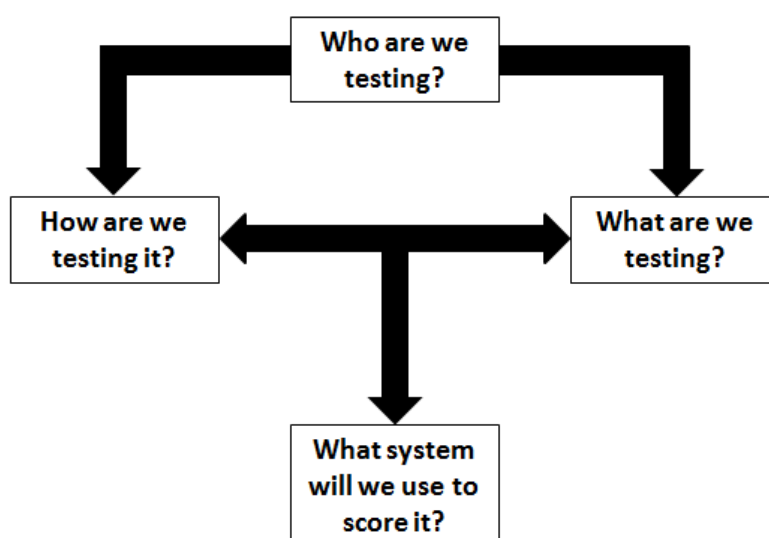 Who are we
testing?
How are we
testing it?
What are we
testing?
What system
will we use to
score it?